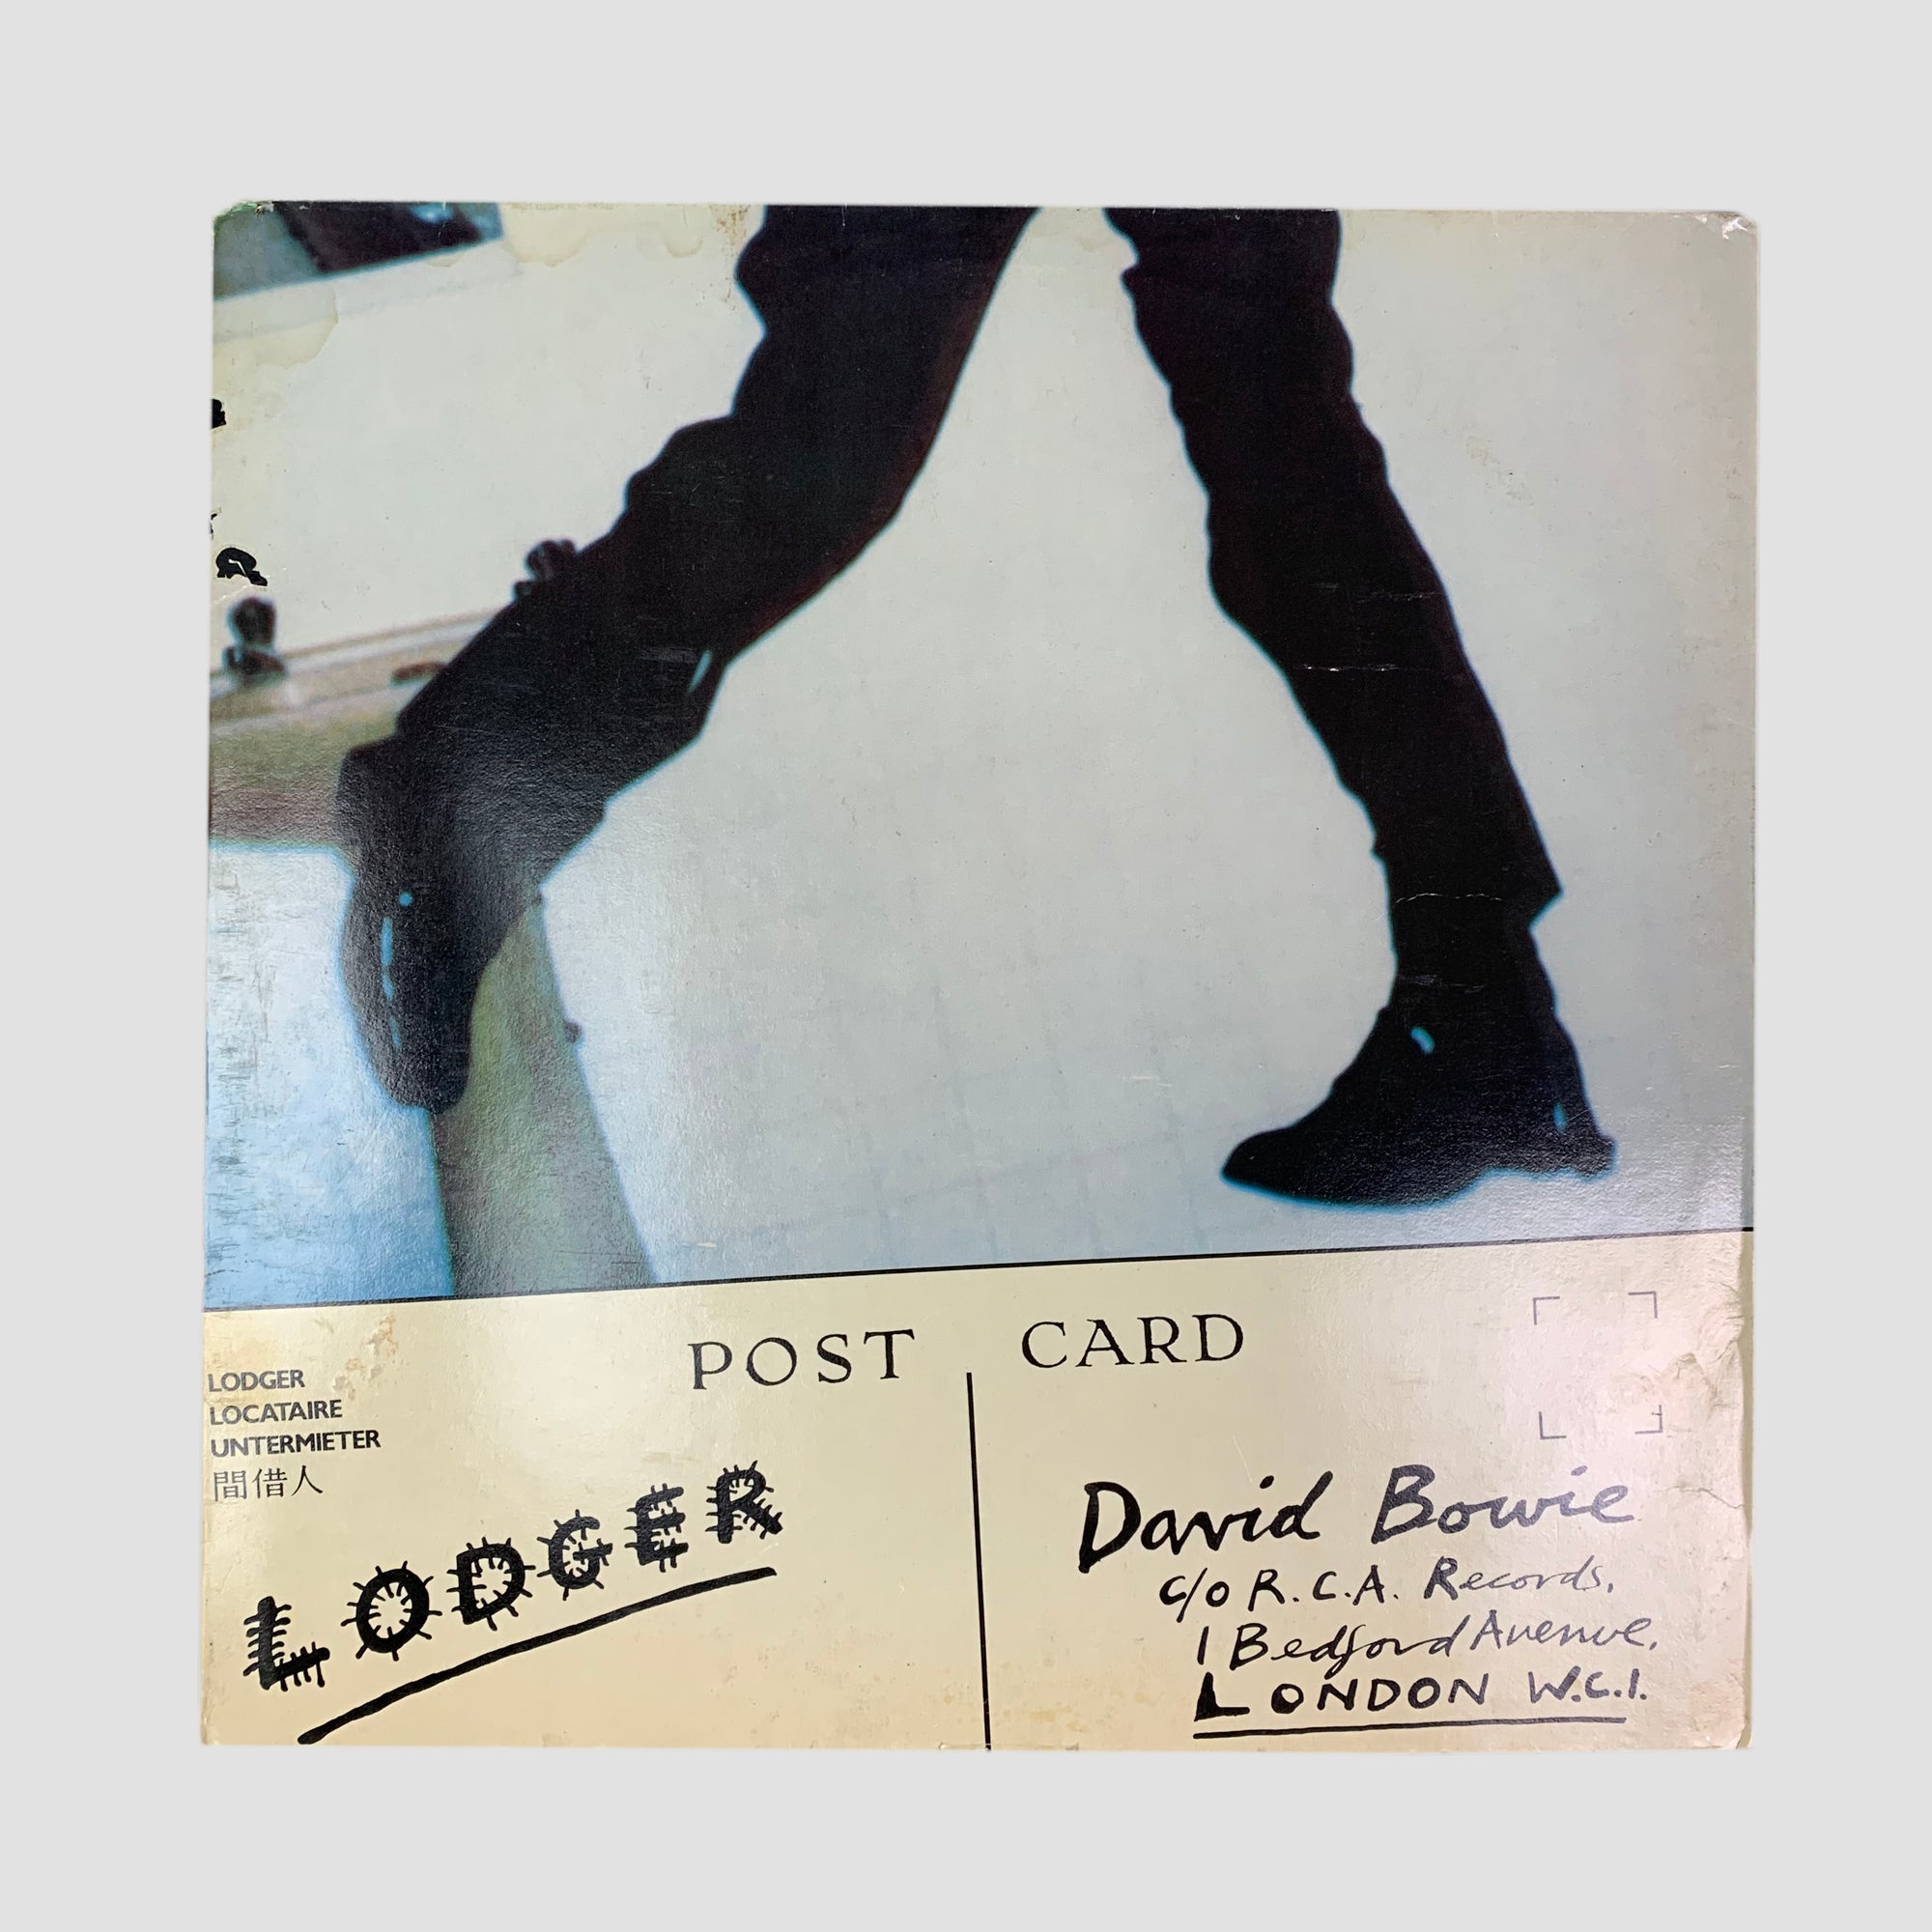 POST CARD
LODGER
LOCATAIRE
UNTERMIETER
間借人
LODGER
David Bowie
c/o R.C.A. Records,
1 Bedford Avenue,
LONDON W.C.1.